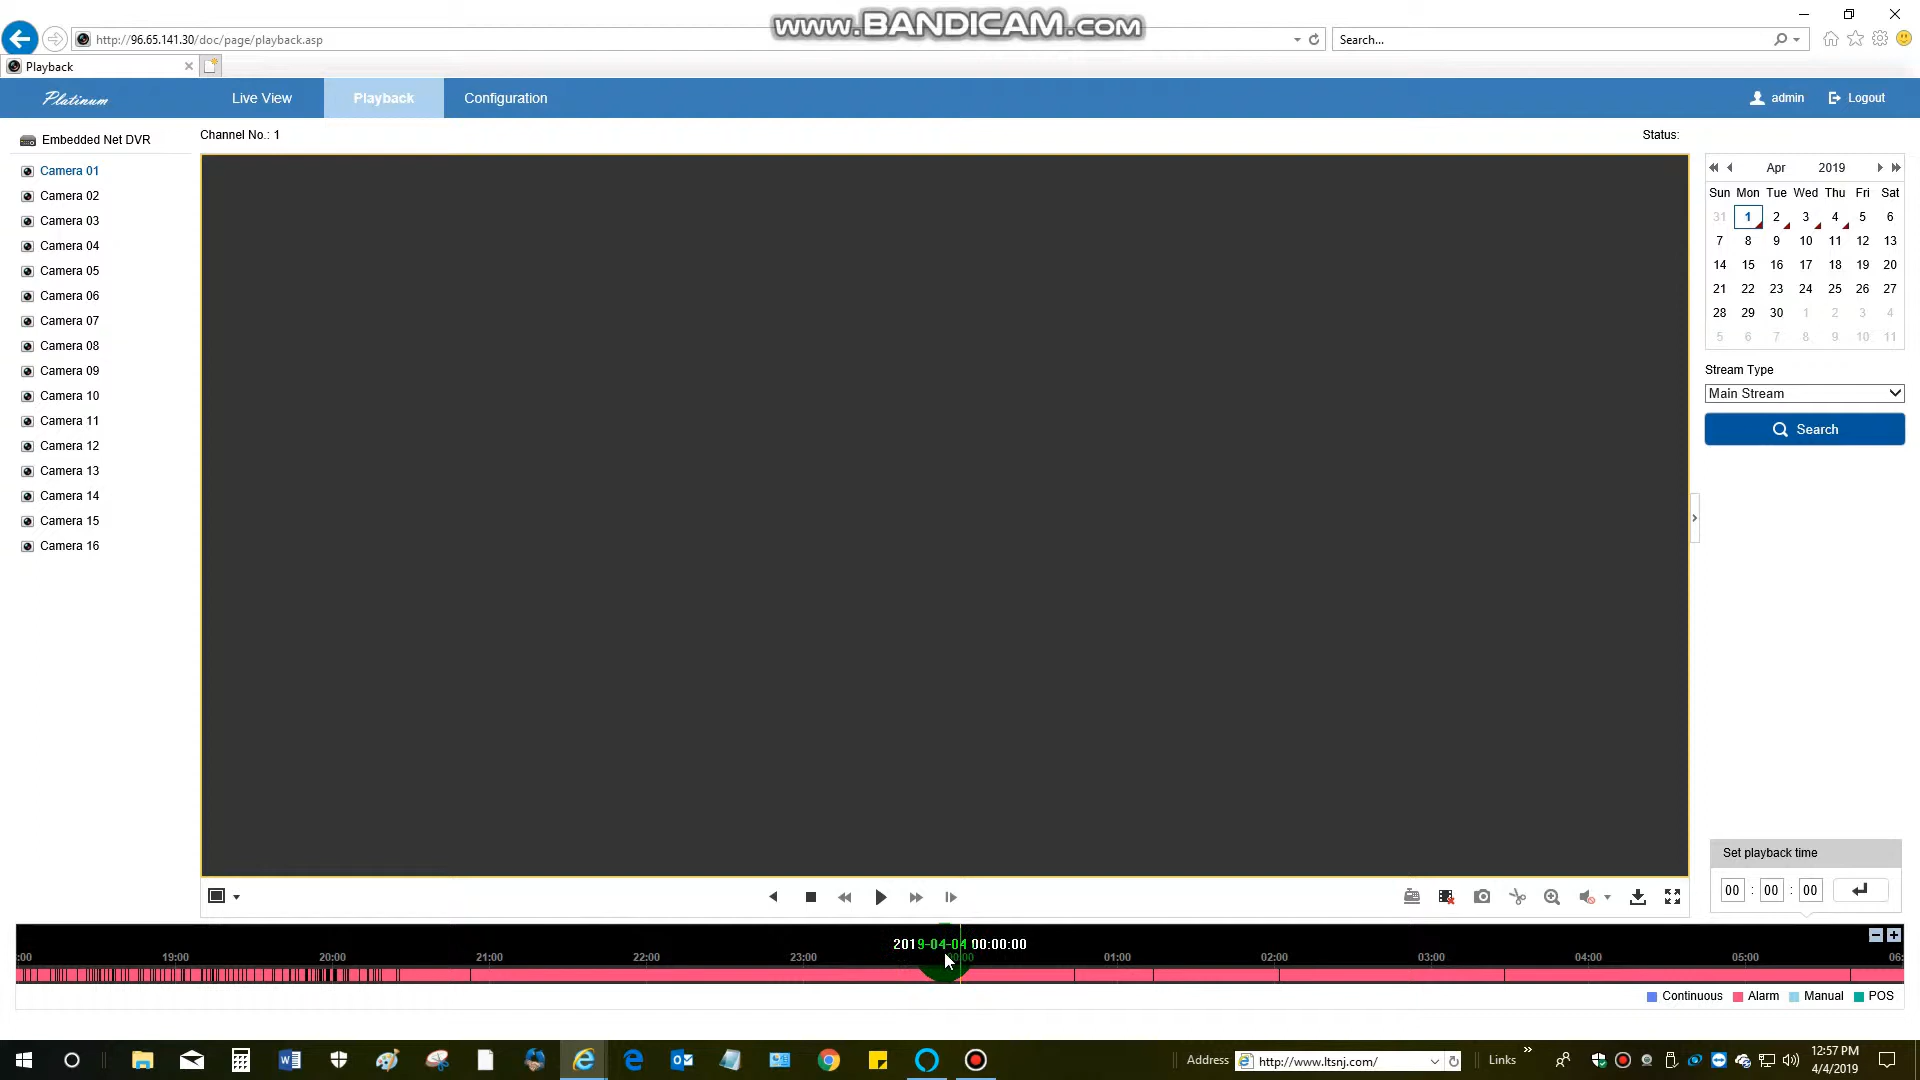 www.BANDICAM.com
http://96.65.141.30/doc/page/playback.asp
Search...
Playback
Platinum
Live View
Playback
Configuration
admin
Logout
Embedded Net DVR
Channel No.: 1
Status:
Camera 01
Camera 02
Camera 03
Camera 04
Camera 05
Camera 06
Camera 07
Camera 08
Camera 09
Camera 10
Camera 11
Camera 12
Camera 13
Camera 14
Camera 15
Camera 16
Apr 2019
Sun Mon Tue Wed Thu Fri Sat
31 1 2 3 4 5 6
7 8 9 10 11 12 13
14 15 16 17 18 19 20
21 22 23 24 25 26 27
28 29 30 1 2 3 4
5 6 7 8 9 10 11
Stream Type
Main Stream
Search
Set playback time
00 : 00 : 00
2019-04-04 00:00:00
:00 19:00 20:00 21:00 22:00 23:00 01:00 02:00 03:00 04:00 05:00 06:
Continuous Alarm Manual POS
Address http://www.ltsnj.com/ Links
12:57 PM
4/4/2019